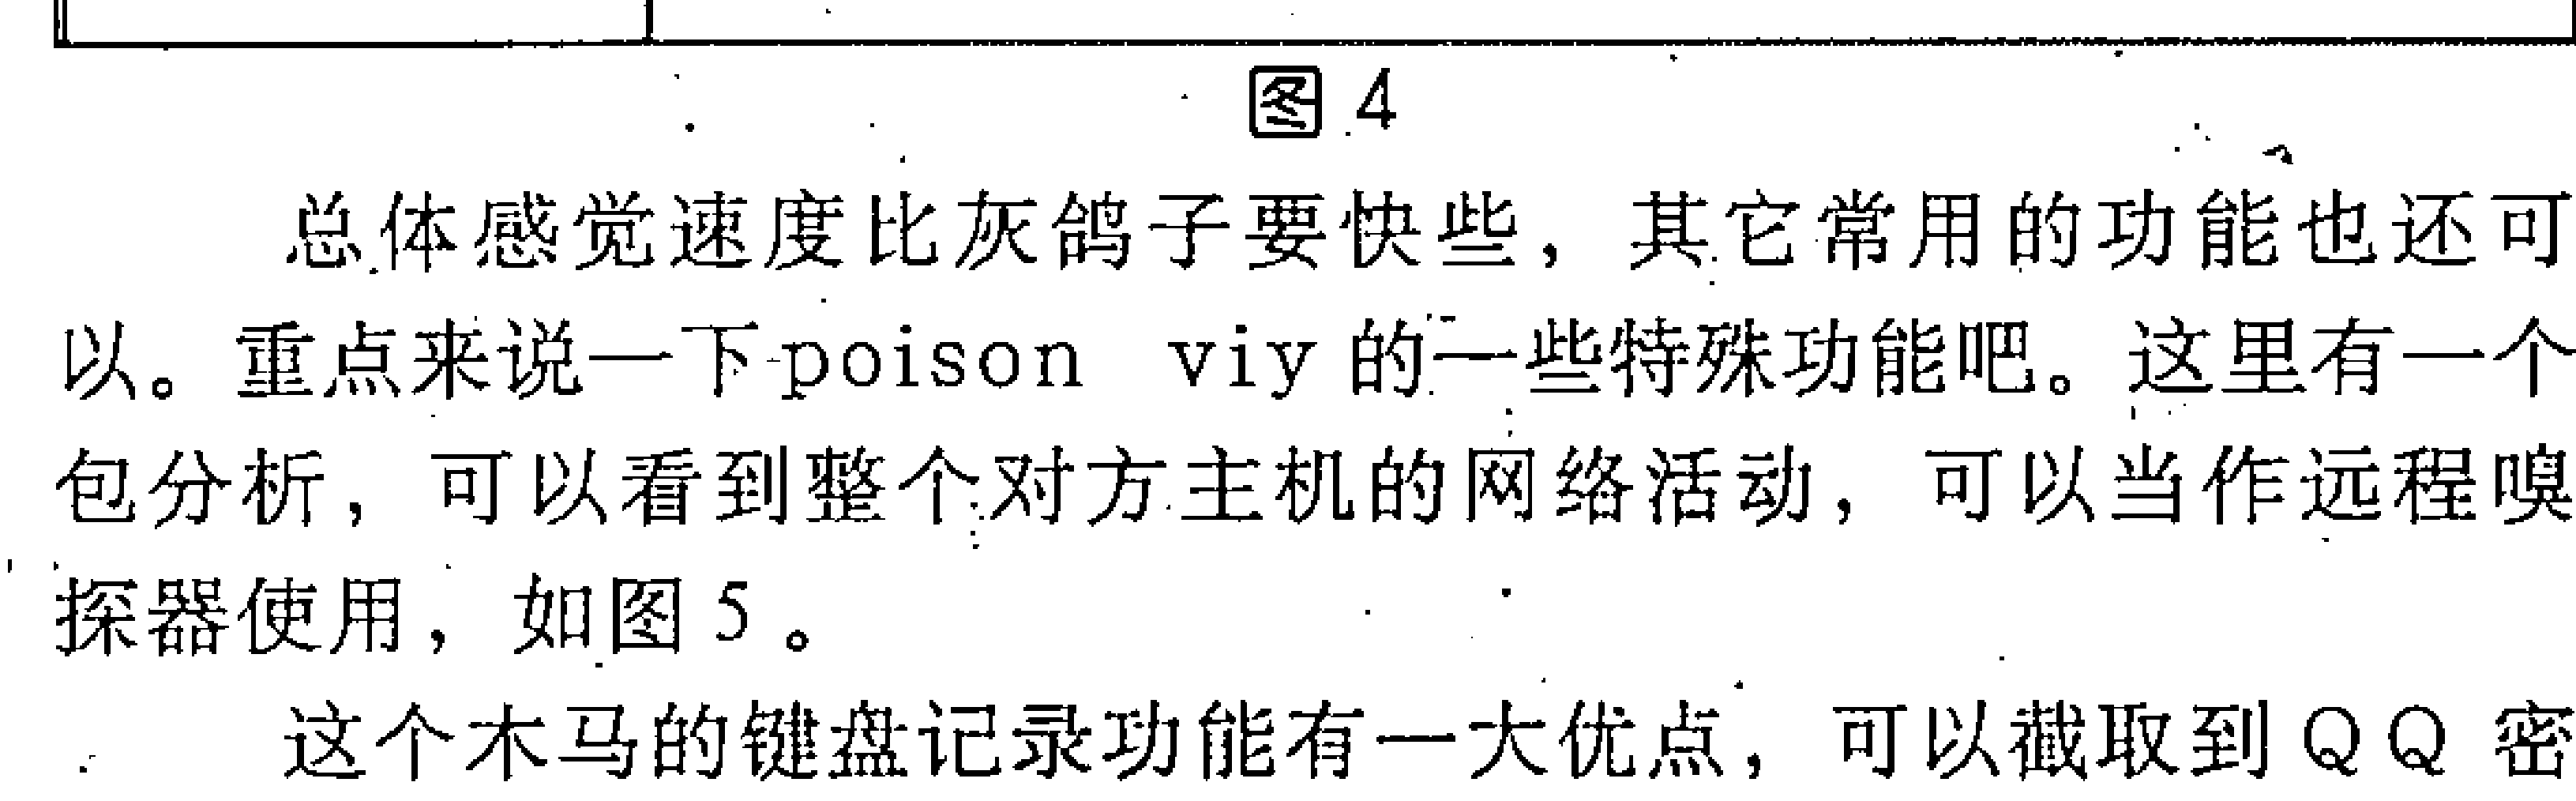 图 4
总体感觉速度比灰鸽子要快些，其它常用的功能也还可
以。重点来说一下 poison viy 的一些特殊功能吧。这里有一个
包分析，可以看到整个对方主机的网络活动，可以当作远程嗅
探器使用，如图 5 。
这个木马的键盘记录功能有一大优点，可以截取到 Q Q 密